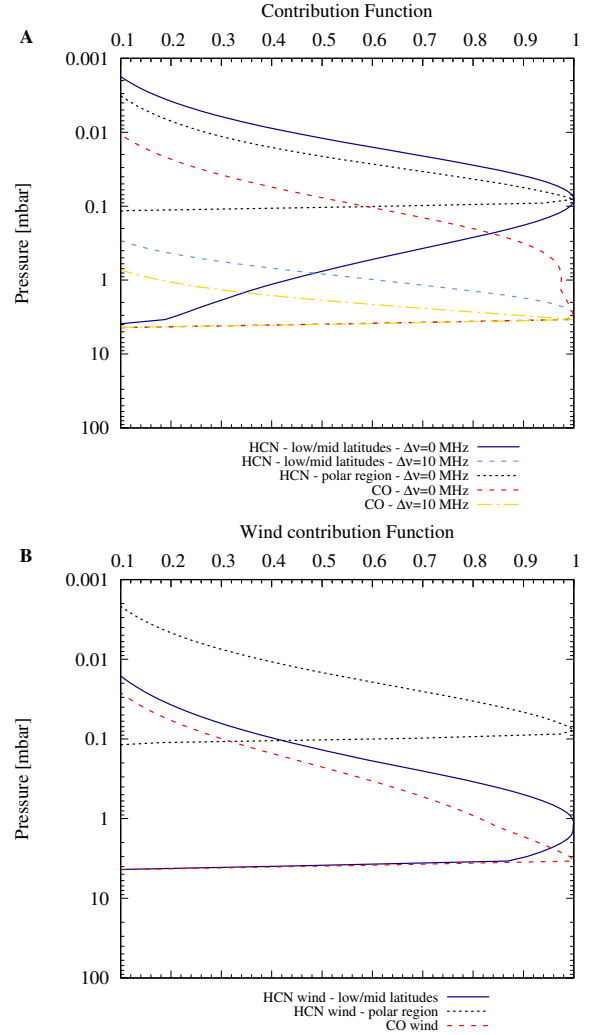 Contribution Function
A
0.1 0.2 0.3 0.4 0.5 0.6 0.7 0.8 0.9 1
0.001
0.01
0.1
1
10
100
Pressure [mbar]
HCN - low/mid latitudes - Δν=0 MHz
HCN - low/mid latitudes - Δν=10 MHz
HCN - polar region - Δν=0 MHz
CO - Δν=0 MHz
CO - Δν=10 MHz
Wind contribution Function
B
0.1 0.2 0.3 0.4 0.5 0.6 0.7 0.8 0.9 1
0.001
0.01
0.1
1
10
100
Pressure [mbar]
HCN wind - low/mid latitudes
HCN wind - polar region
CO wind